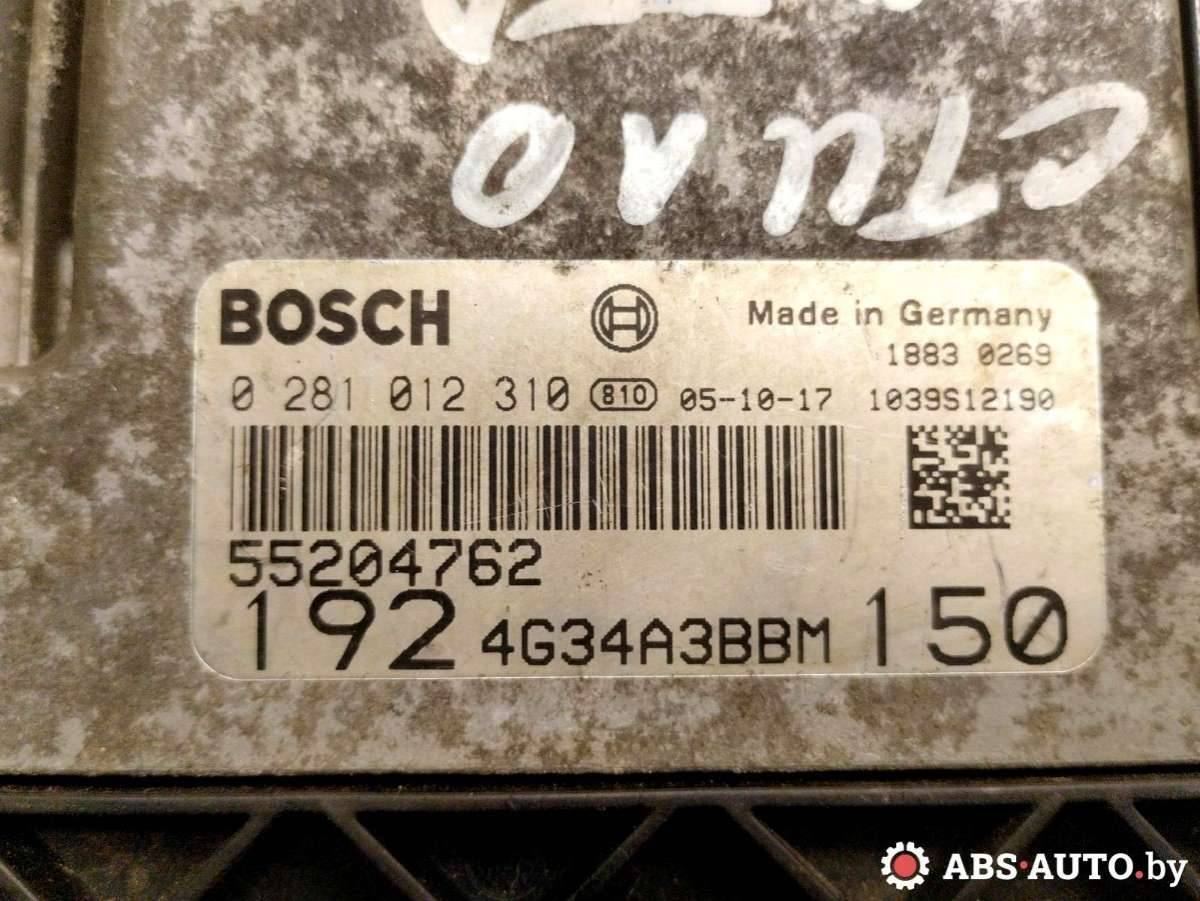 СТИЛО
BOSCH
Made in Germany
1883 0269
0 281 012 310 810 05-10-17 1039S12190
55204762
192 4G34A3BBM 150
ABS·AUTO.by